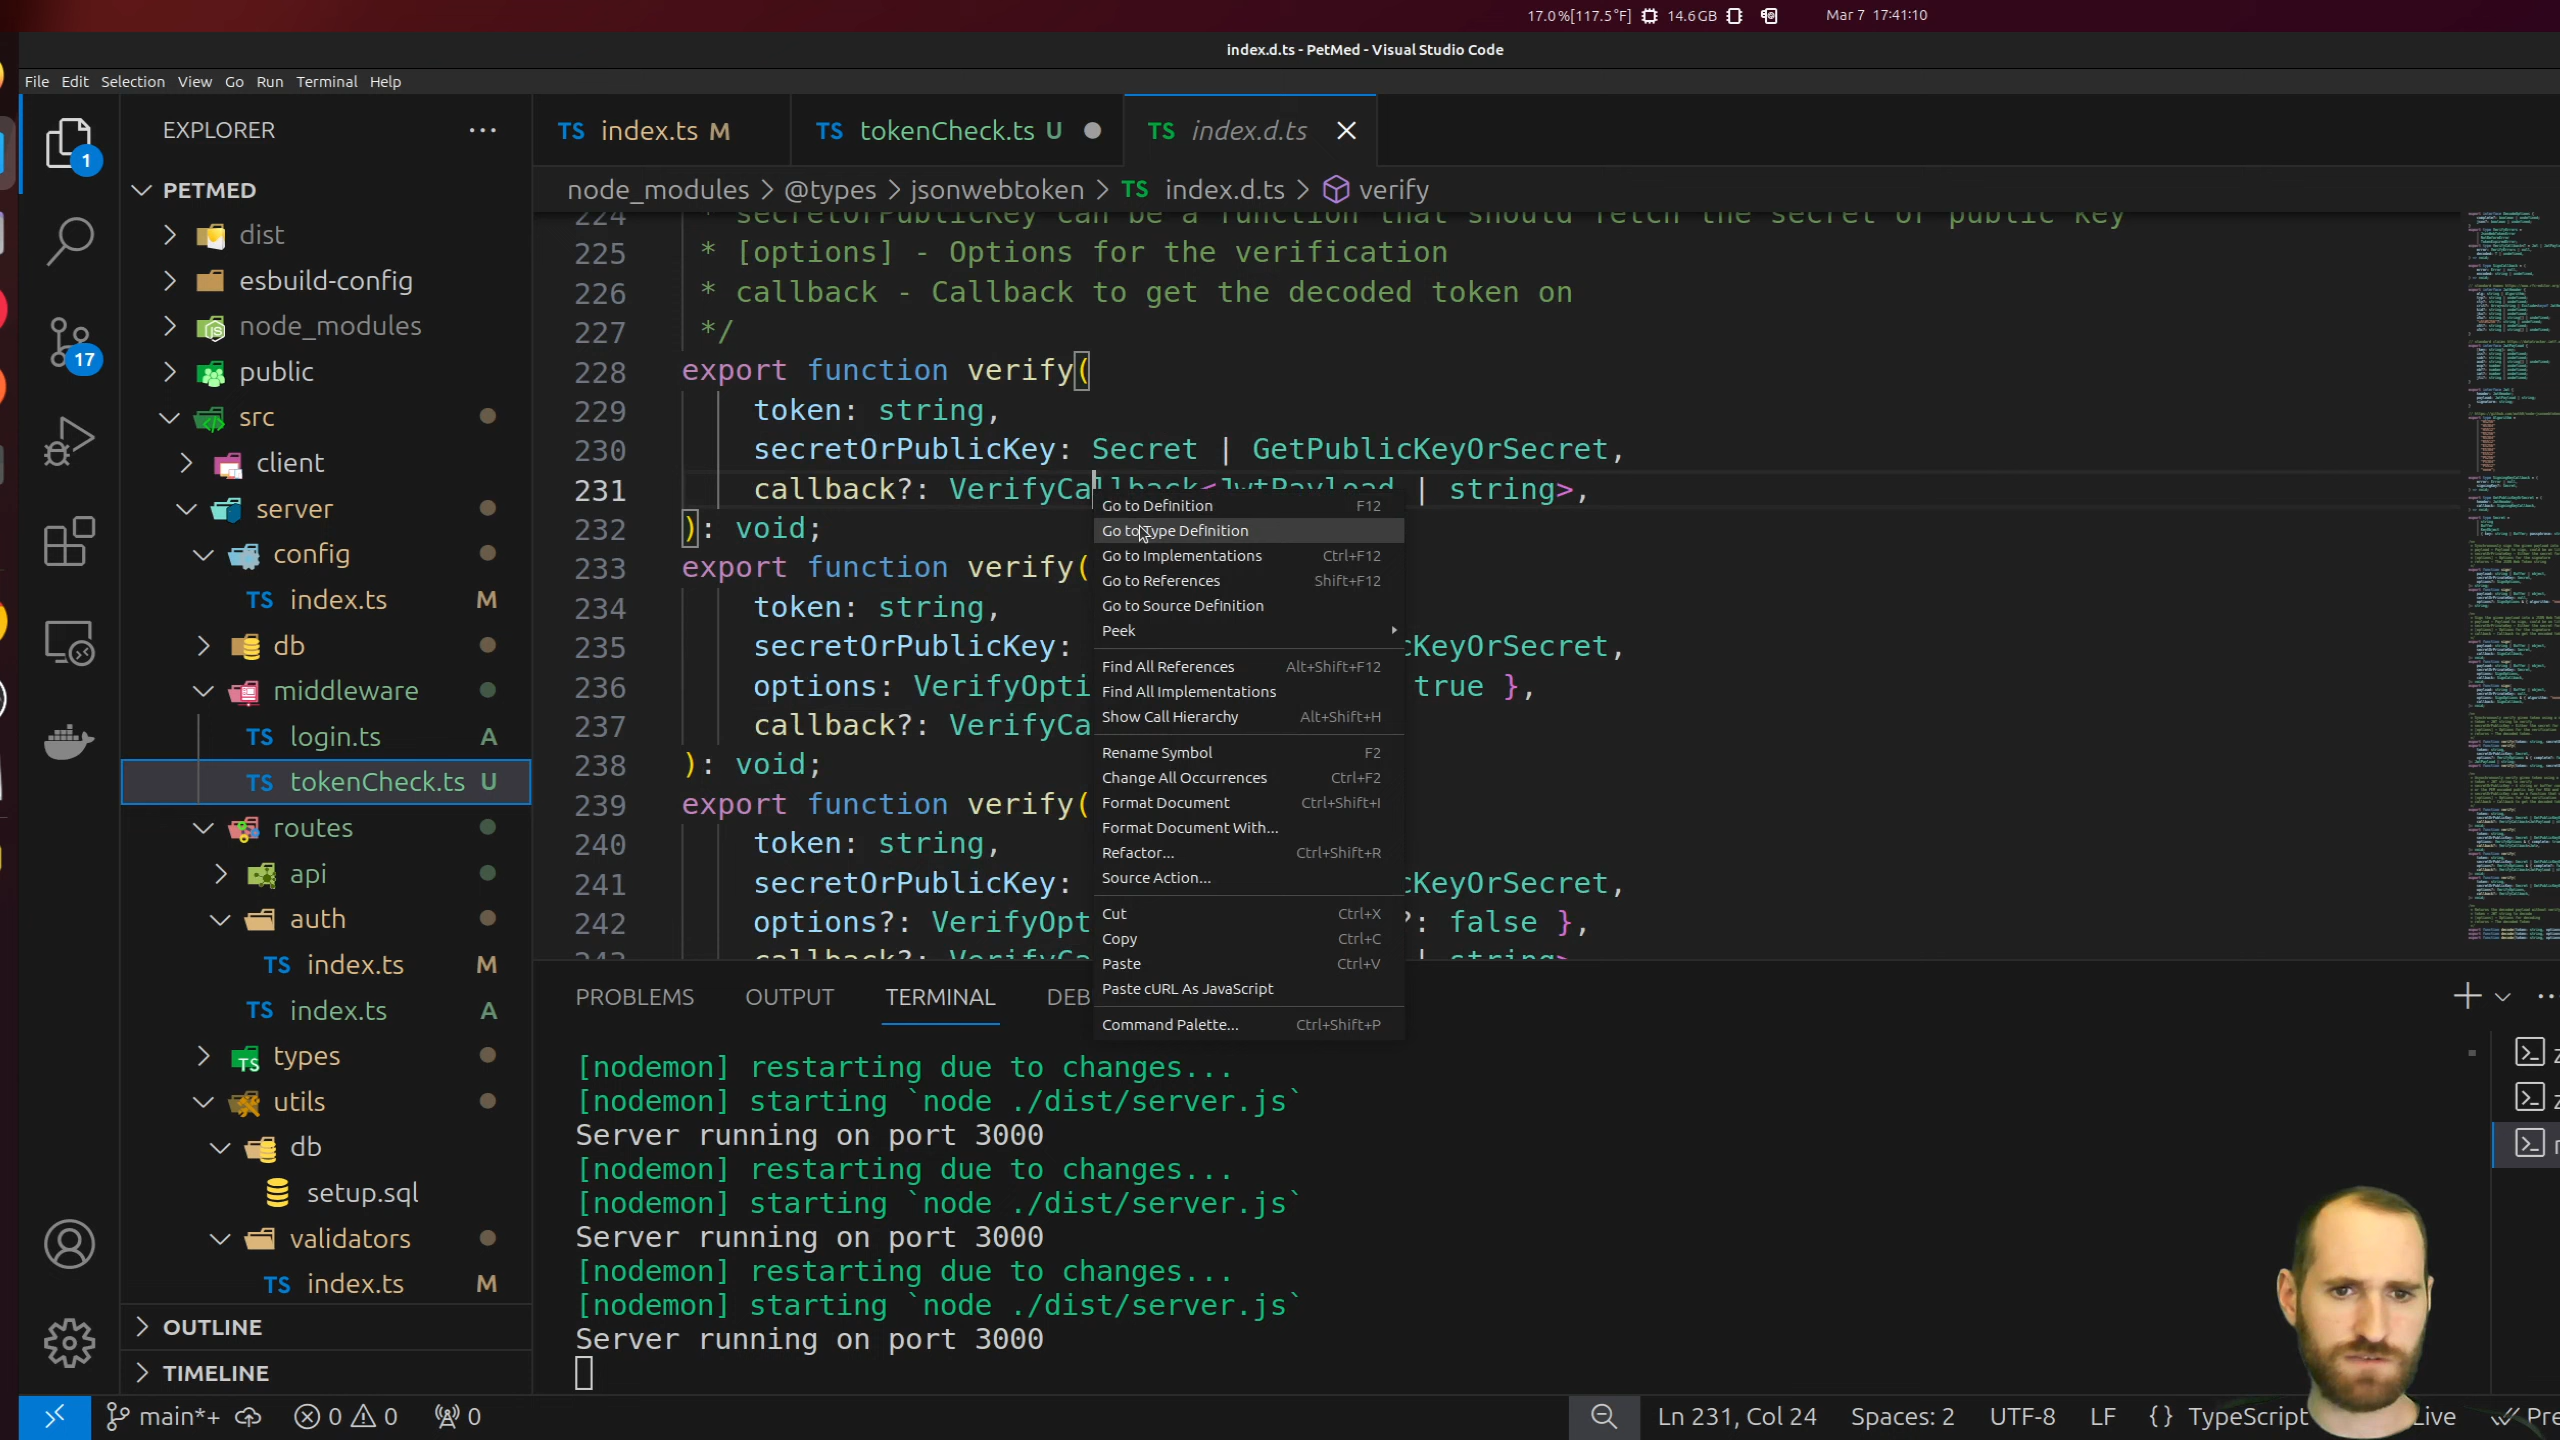 17.0%[117.5°F] 14.6GB Mar 7 17:41:10
index.d.ts - PetMed - Visual Studio Code
File Edit Selection View Go Run Terminal Help
EXPLORER
TS index.ts M
TS tokenCheck.ts U
TS index.d.ts
1
PETMED
node_modules > @types > jsonwebtoken > TS index.d.ts > verify
dist
esbuild-config
node_modules
public
src
client
server
config
TS index.ts M
db
middleware
TS login.ts A
TS tokenCheck.ts U
routes
api
auth
TS index.ts M
TS index.ts A
types
utils
db
setup.sql
validators
TS index.ts M
OUTLINE
TIMELINE
17
224 * secretOrPublicKey can be a function that should fetch the secret or public key
225 * [options] - Options for the verification
226 * callback - Callback to get the decoded token on
227 */
228 export function verify(
229 token: string,
230 secretOrPublicKey: Secret | GetPublicKeyOrSecret,
231 callback?: VerifyCallback<JwtPayload | string>,
232 ): void;
233 export function verify(
234 token: string,
235 secretOrPublicKey: cKeyOrSecret,
236 options: VerifyOpti true },
237 callback?: VerifyCa
238 ): void;
239 export function verify(
240 token: string,
241 secretOrPublicKey: cKeyOrSecret,
242 options?: VerifyOpt ?: false },
243 callback?: VerifyCa | string>
Go to Definition F12
Go to Type Definition
Go to Implementations Ctrl+F12
Go to References Shift+F12
Go to Source Definition
Peek
Find All References Alt+Shift+F12
Find All Implementations
Show Call Hierarchy Alt+Shift+H
Rename Symbol F2
Change All Occurrences Ctrl+F2
Format Document Ctrl+Shift+I
Format Document With...
Refactor... Ctrl+Shift+R
Source Action...
Cut Ctrl+X
Copy Ctrl+C
Paste Ctrl+V
Paste cURL As JavaScript
Command Palette... Ctrl+Shift+P
PROBLEMS OUTPUT TERMINAL DEB
[nodemon] restarting due to changes...
[nodemon] starting `node ./dist/server.js`
Server running on port 3000
[nodemon] restarting due to changes...
[nodemon] starting `node ./dist/server.js`
Server running on port 3000
[nodemon] restarting due to changes...
[nodemon] starting `node ./dist/server.js`
Server running on port 3000
main*+ 0 0 0 Ln 231, Col 24 Spaces: 2 UTF-8 LF {} TypeScript Live Pre